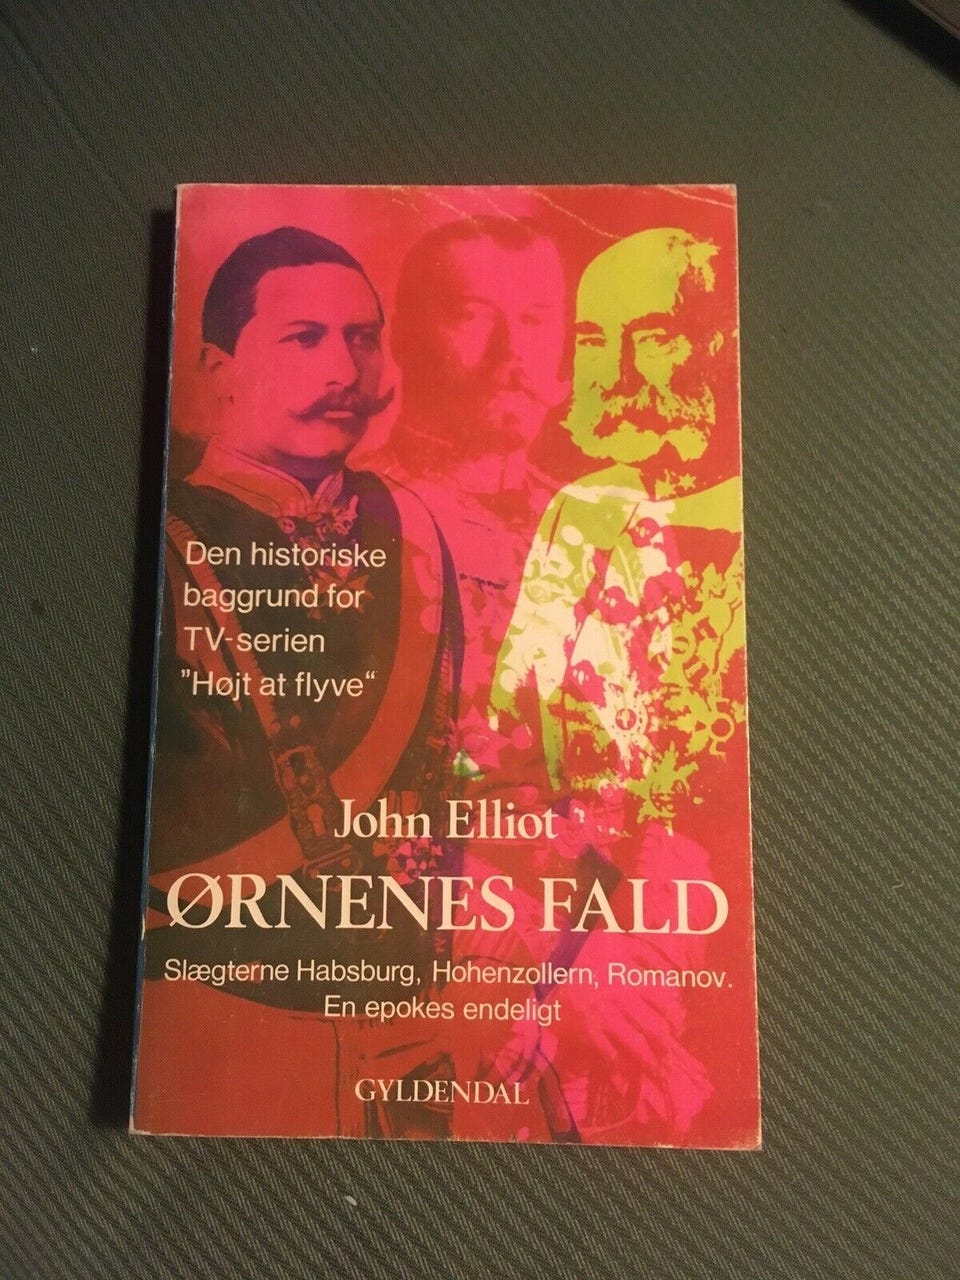 Den historiske
baggrund for
TV-serien
"Højt at flyve“
John Elliot
ØRNENES FALD
Slægterne Habsburg, Hohenzollern, Romanov.
En epokes endeligt
GYLDENDAL